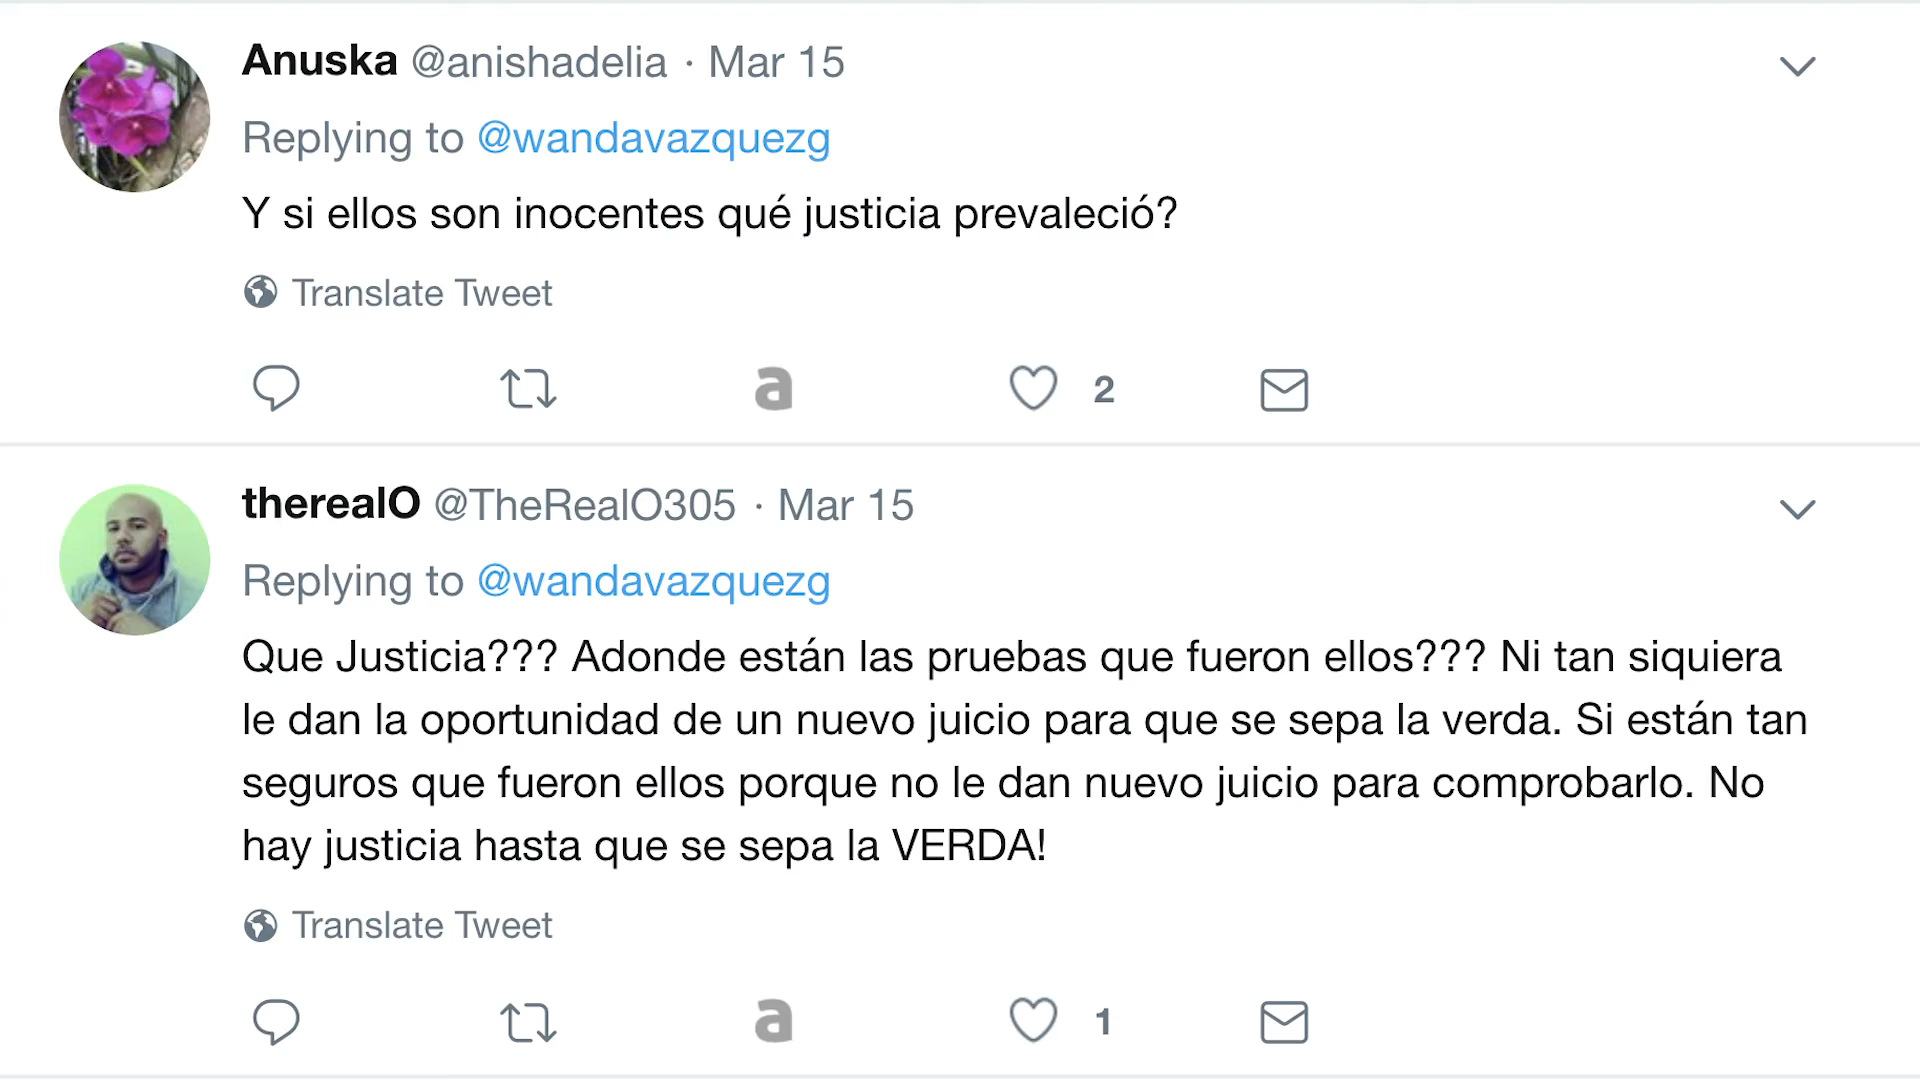 Anuska @anishadelia · Mar 15
Replying to @wandavazquezg
Y si ellos son inocentes qué justicia prevaleció?
Translate Tweet
a 2
therealO @TheRealO305 · Mar 15
Replying to @wandavazquezg
Que Justicia??? Adonde están las pruebas que fueron ellos??? Ni tan siquiera
le dan la oportunidad de un nuevo juicio para que se sepa la verda. Si están tan
seguros que fueron ellos porque no le dan nuevo juicio para comprobarlo. No
hay justicia hasta que se sepa la VERDA!
Translate Tweet
a 1